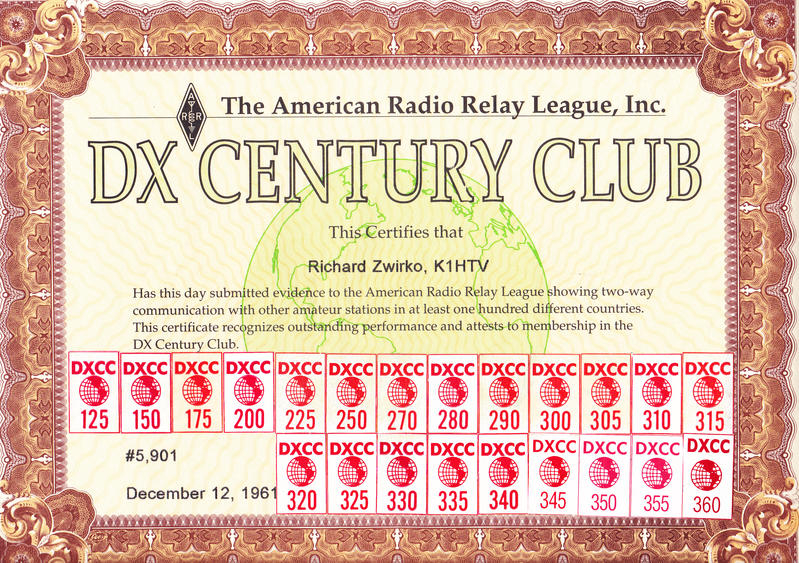 The American Radio Relay League, Inc.
A
R R
L
DX CENTURY CLUB
This Certifies that
Richard Zwirko, K1HTV
Has this day submitted evidence to the American Radio Relay League showing two-way
communication with other amateur stations in at least one hundred different countries.
This certificate recognizes outstanding performance and attests to membership in the
DX Century Club.
DXCC DXCC DXCC DXCC DXCC DXCC DXCC DXCC DXCC DXCC DXCC DXCC DXCC
125 150 175 200 225 250 270 280 290 300 305 310 315
#5,901
DXCC DXCC DXCC DXCC DXCC DXCC DXCC DXCC DXCC
December 12, 1961
320 325 330 335 340 345 350 355 360